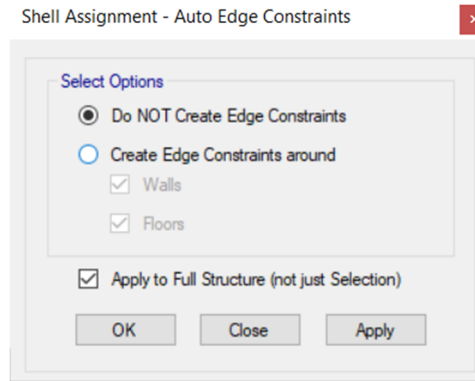 Shell Assignment - Auto Edge Constraints
Select Options
Do NOT Create Edge Constraints
Create Edge Constraints around
Walls
Floors
Apply to Full Structure (not just Selection)
OK Close Apply